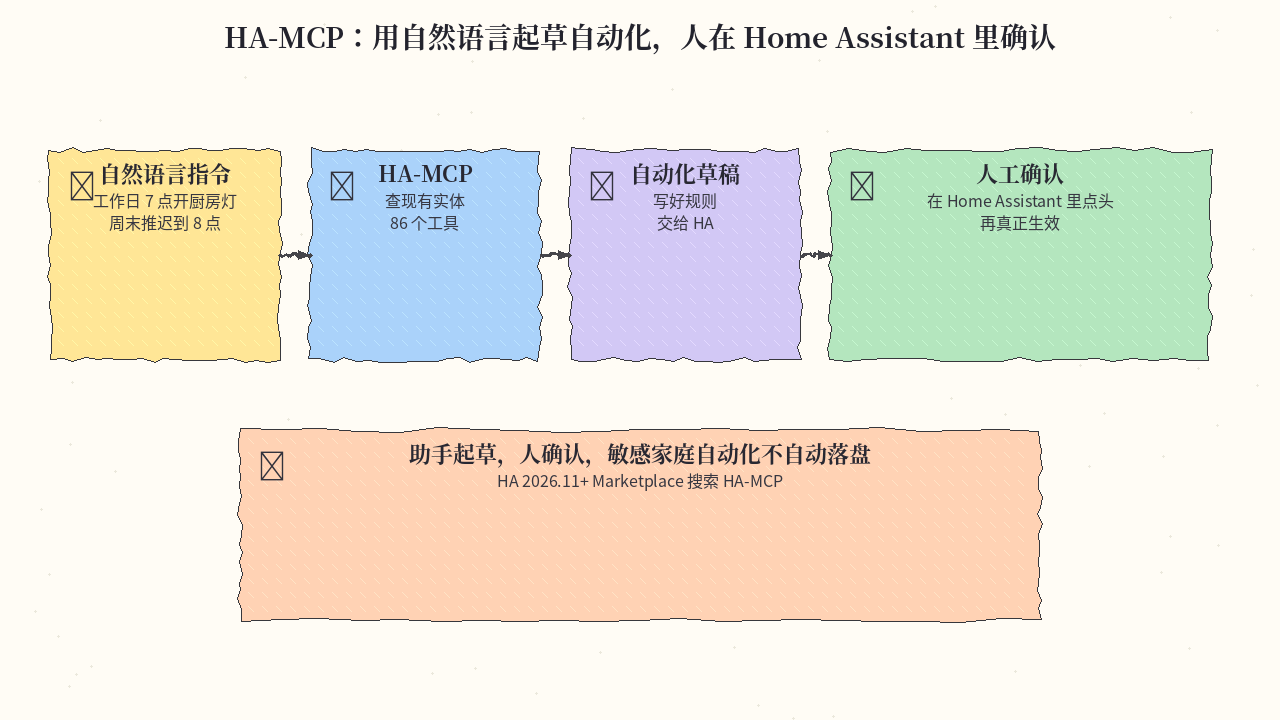 HA-MCP：用自然语言起草自动化，人在 Home Assistant 里确认
自然语言指令
工作日 7 点开厨房灯
周末推迟到 8 点
HA-MCP
查现有实体
86 个工具
自动化草稿
写好规则
交给 HA
人工确认
在 Home Assistant 里点头
再真正生效
助手起草，人确认，敏感家庭自动化不自动落盘
HA 2026.11+ Marketplace 搜索 HA-MCP